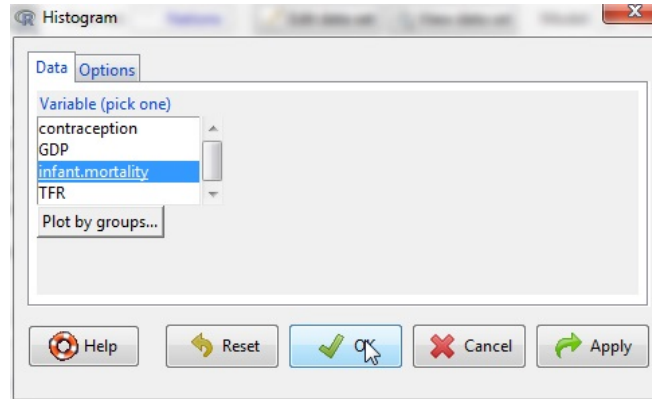 Histogram
Data Options
Variable (pick one)
contraception
GDP
infant.mortality
TFR
Plot by groups...
Help Reset OK Cancel Apply